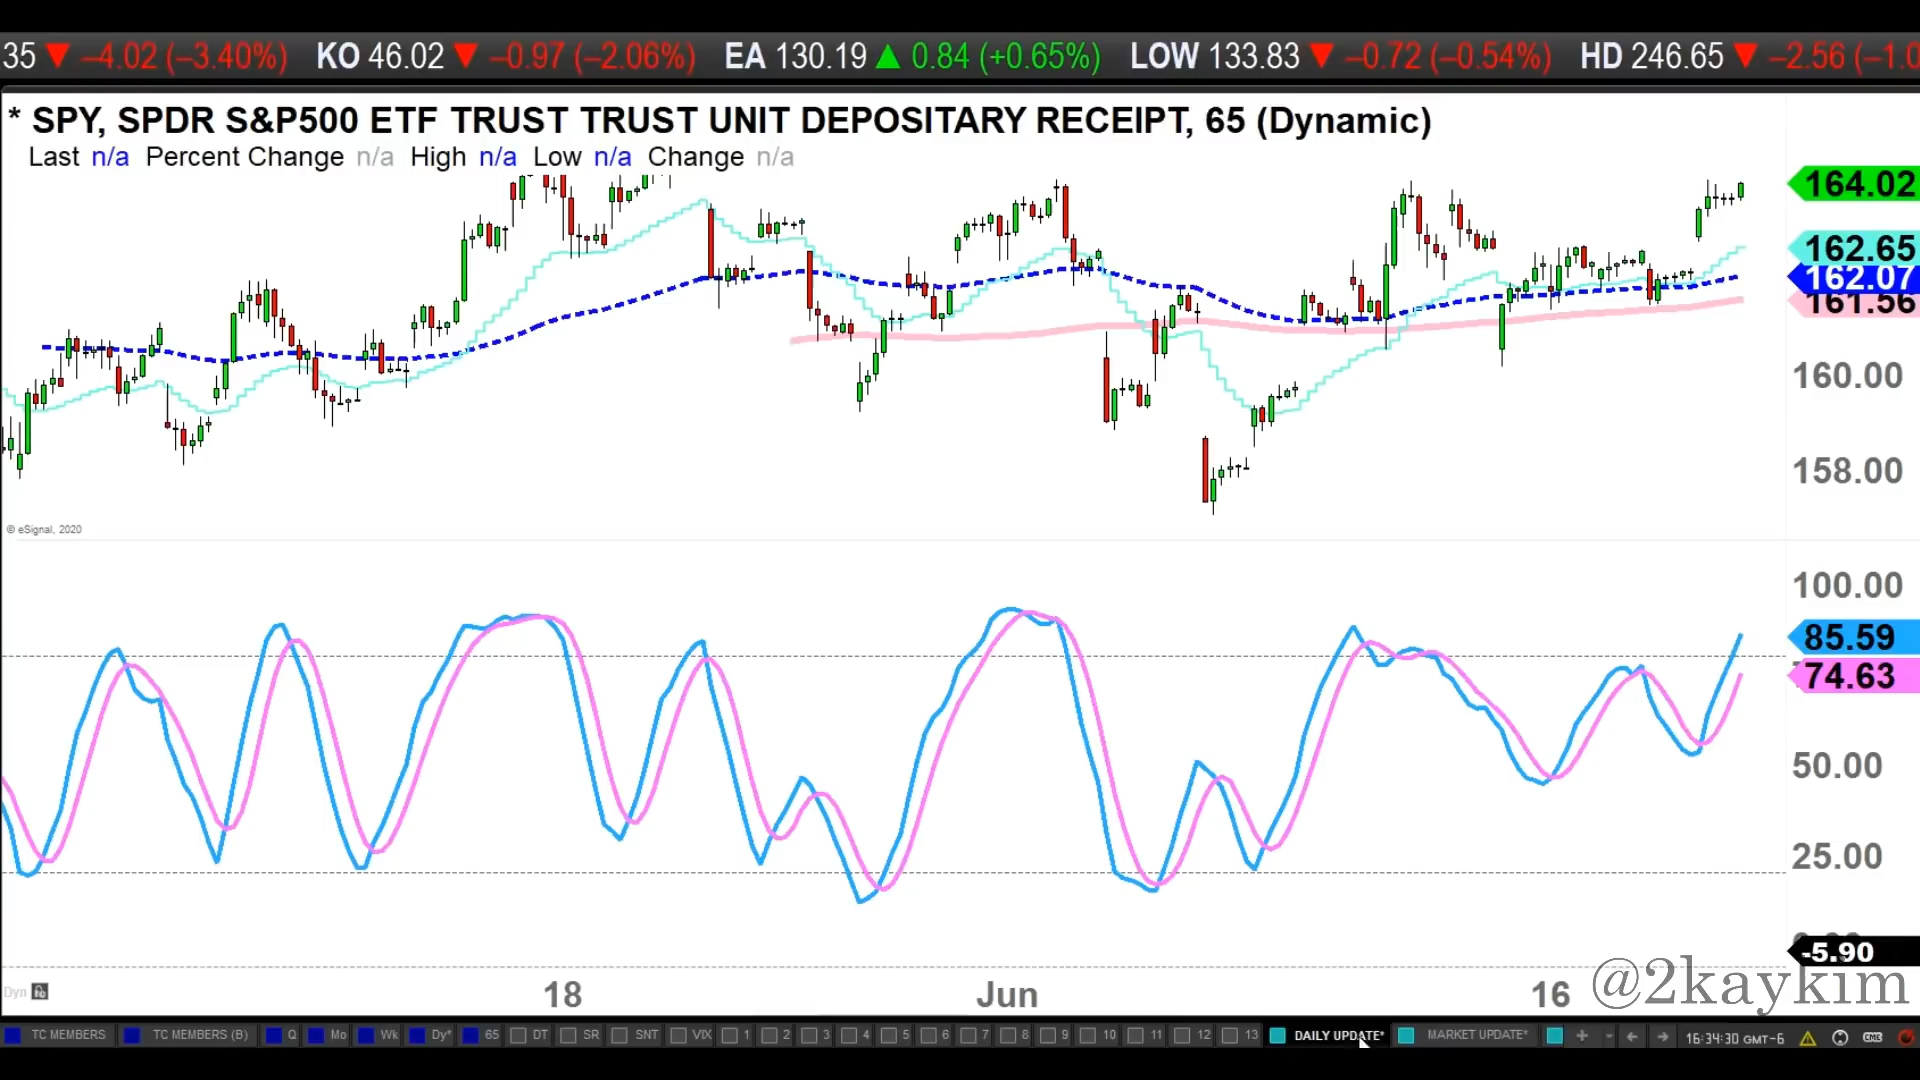 35 ▼ –4.02 (–3.40%) KO 46.02 ▼ –0.97 (–2.06%) EA 130.19 ▲ 0.84 (+0.65%) LOW 133.83 ▼ –0.72 (–0.54%) HD 246.65 ▼ –2.56 (–1.0
* SPY, SPDR S&P500 ETF TRUST TRUST UNIT DEPOSITARY RECEIPT, 65 (Dynamic)
Last n/a Percent Change n/a High n/a Low n/a Change n/a
164.02
162.65
162.07
161.56
160.00
158.00
© eSignal, 2020
100.00
85.59
74.63
50.00
25.00
-5.90
Dyn
18 Jun 16
@2kaykim
TC MEMBERS TC MEMBERS (B) Q Mo Wk Dy* 65 DT SR SNT VIX 1 2 3 4 5 6 7 8 9 10 11 12 13 DAILY UPDATE* MARKET UPDATE* 16:34:30 GMT-6 CME